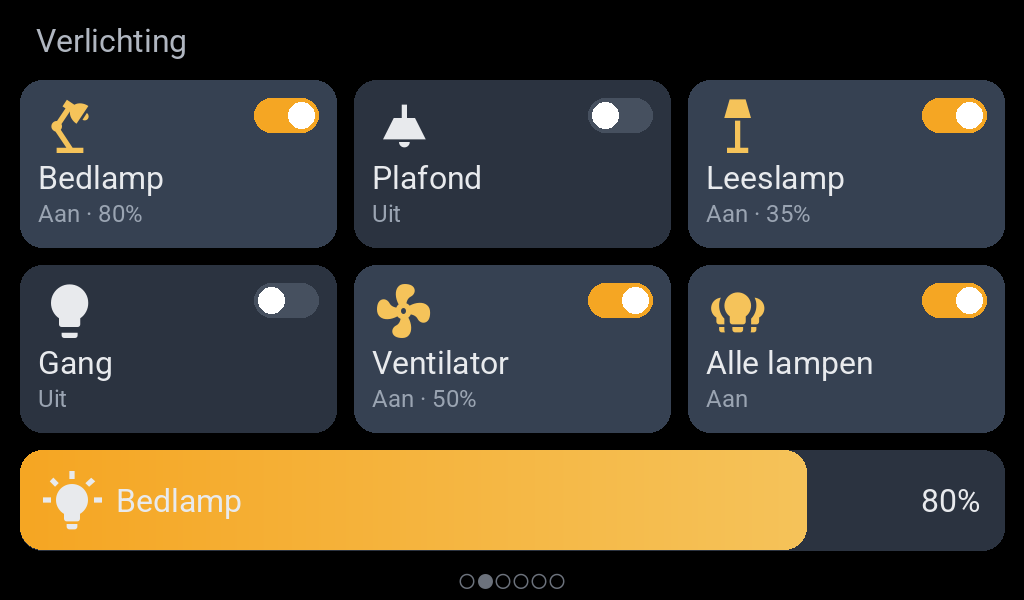 Verlichting
Bedlamp
Aan · 80%
Plafond
Uit
Leeslamp
Aan · 35%
Gang
Uit
Ventilator
Aan · 50%
Alle lampen
Aan
Bedlamp
80%